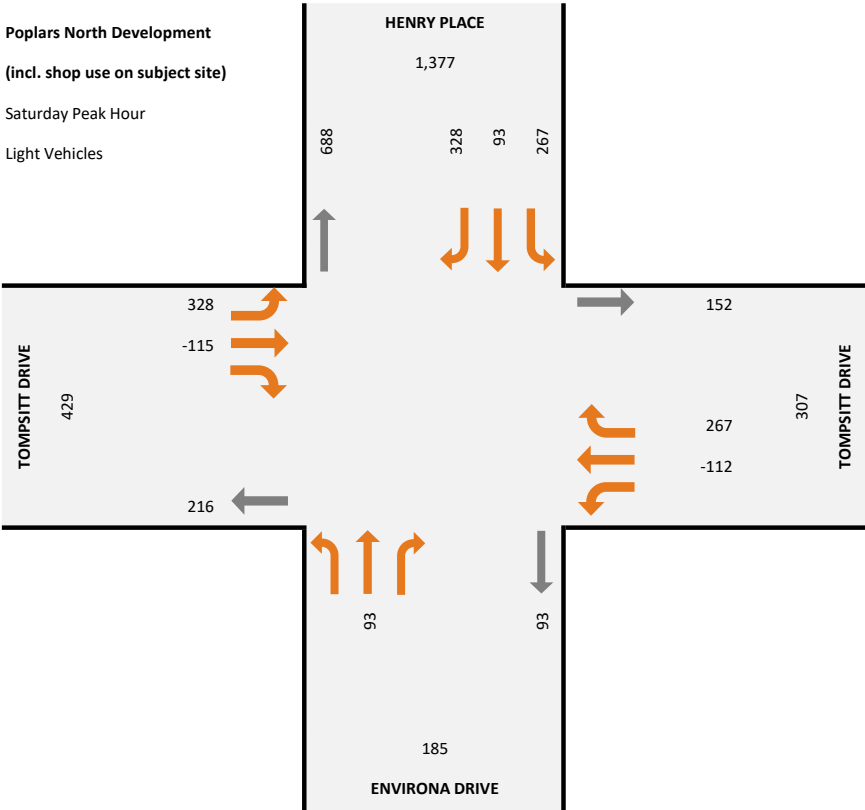 Poplars North Development
(incl. shop use on subject site)
Saturday Peak Hour
Light Vehicles
HENRY PLACE
1,377
688
328
93
267
328
-115
152
TOMPSITT DRIVE
429
267
-112
307
TOMPSITT DRIVE
216
93
93
185
ENVIRONA DRIVE